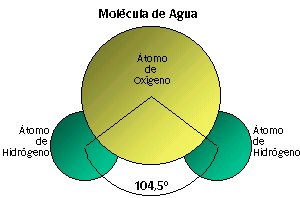 Molécula de Agua
Átomo
de
Oxígeno
Átomo
de
Hidrógeno
Átomo
de
Hidrógeno
104,5º